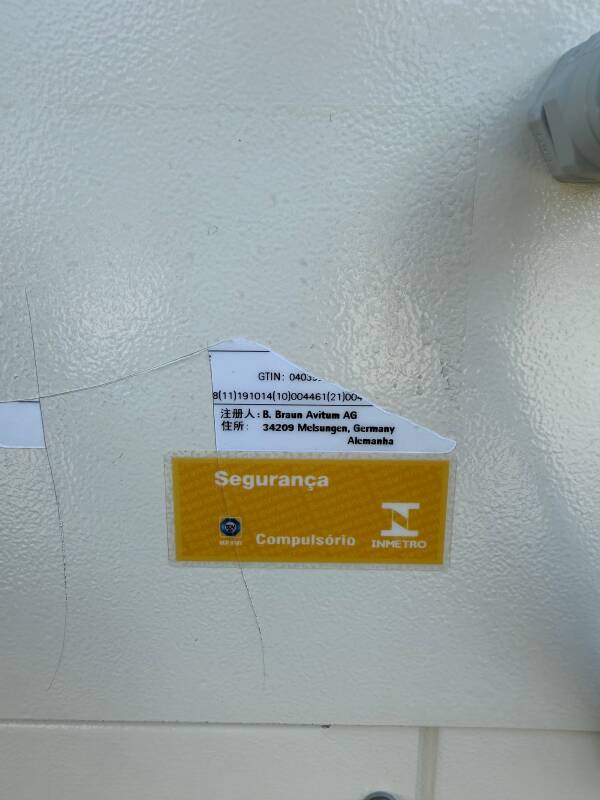 GTIN: 0403
8(11)191014(10)004461(21)004
注册人: B. Braun Avitum AG
住所: 34209 Melsungen, Germany
Alemanha
Segurança
Compulsório
INMETRO